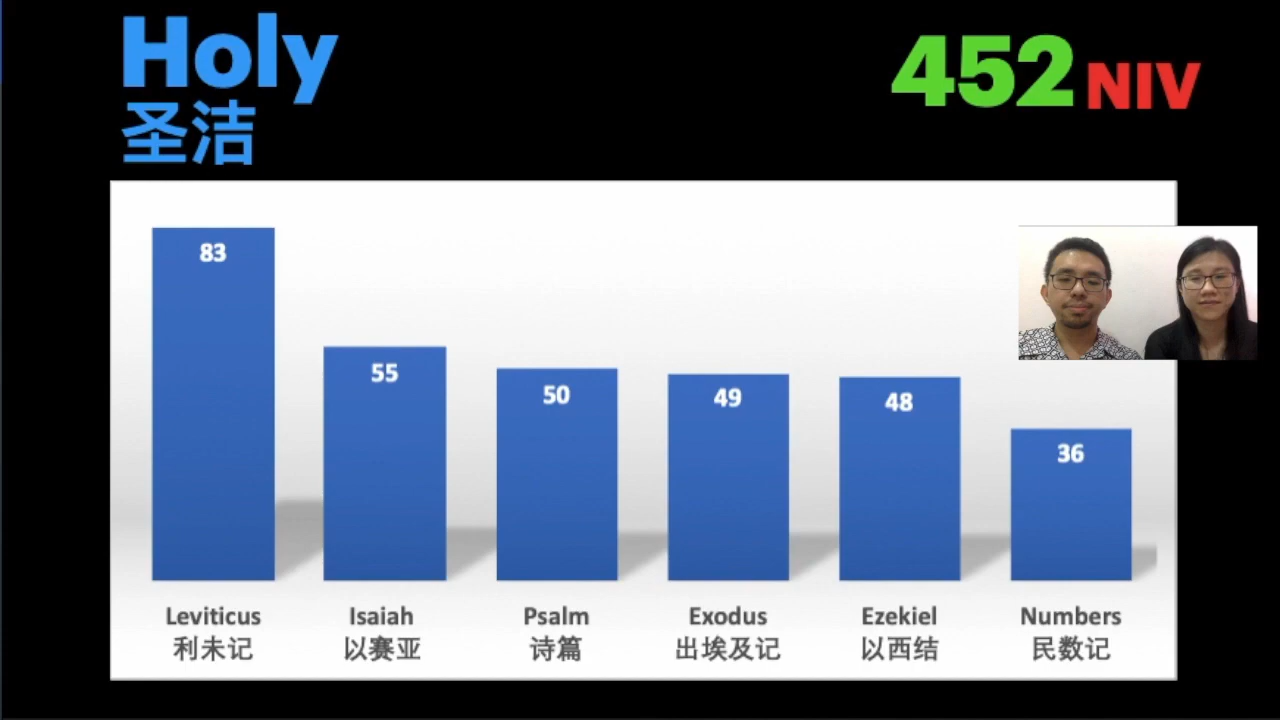 Holy
圣洁
452 NIV
83
55
50
49
48
36
Leviticus
利未记
Isaiah
以赛亚
Psalm
诗篇
Exodus
出埃及记
Ezekiel
以西结
Numbers
民数记